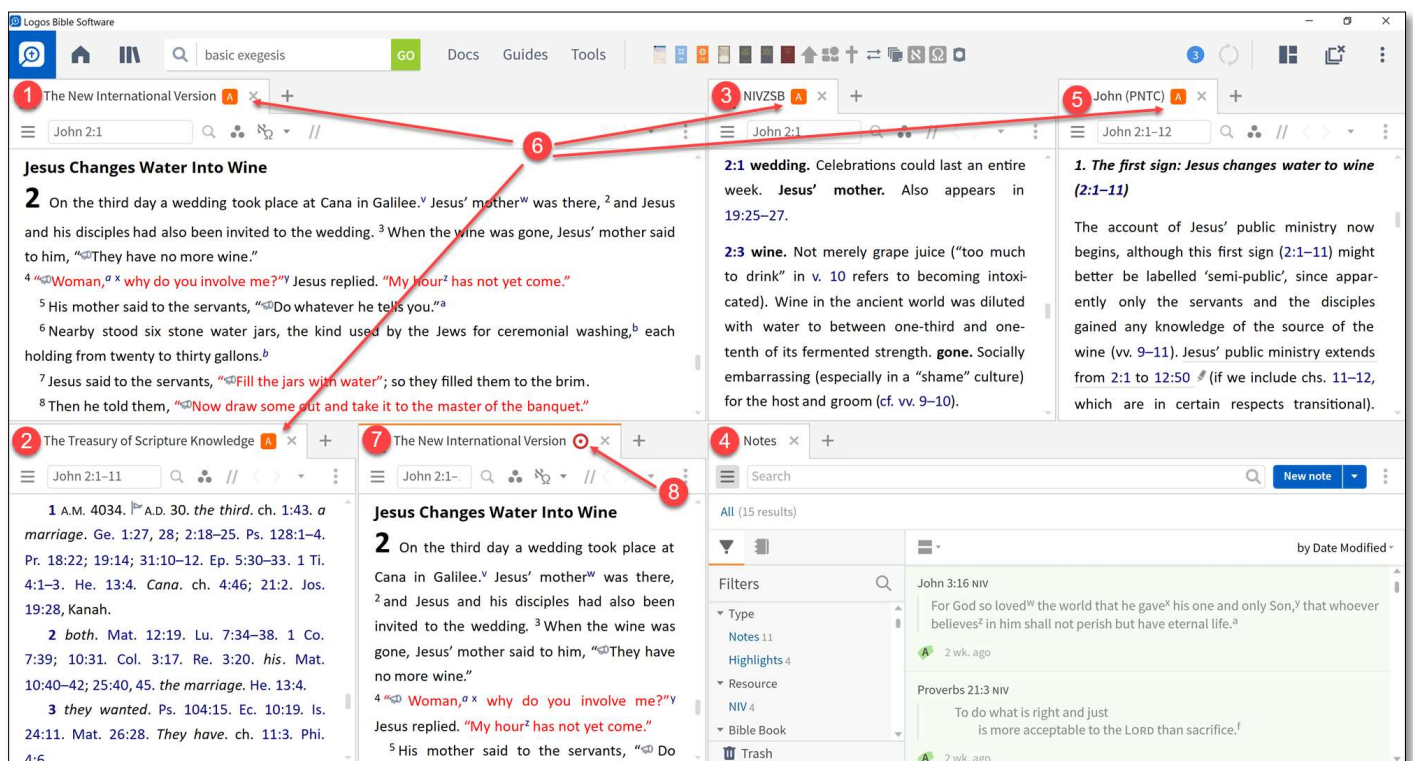 Logos Bible Software
basic exegesis
GO
Docs Guides Tools
3
1
The New International Version A
John 2:1
Jesus Changes Water Into Wine
2 On the third day a wedding took place at Cana in Galilee.v Jesus’ motherw was there, 2 and Jesus
and his disciples had also been invited to the wedding. 3 When the wine was gone, Jesus’ mother said
to him, “They have no more wine.”
4 “Woman,a x why do you involve me?”y Jesus replied. “My hourz has not yet come.”
5 His mother said to the servants, “Do whatever he tells you.”a
6 Nearby stood six stone water jars, the kind used by the Jews for ceremonial washing,b each
holding from twenty to thirty gallons.b
7 Jesus said to the servants, “Fill the jars with water”; so they filled them to the brim.
8 Then he told them, “Now draw some out and take it to the master of the banquet.”
6
3
NIVZSB A
John 2:1
2:1 wedding. Celebrations could last an entire
week. Jesus’ mother. Also appears in
19:25–27.
2:3 wine. Not merely grape juice (“too much
to drink” in v. 10 refers to becoming intoxi-
cated). Wine in the ancient world was diluted
with water to between one-third and one-
tenth of its fermented strength. gone. Socially
embarrassing (especially in a “shame” culture)
for the host and groom (cf. vv. 9–10).
5
John (PNTC) A
John 2:1–12
1. The first sign: Jesus changes water to wine
(2:1–11)
The account of Jesus’ public ministry now
begins, although this first sign (2:1–11) might
better be labelled ‘semi-public’, since appar-
ently only the servants and the disciples
gained any knowledge of the source of the
wine (vv. 9–11). Jesus’ public ministry extends
from 2:1 to 12:50 (if we include chs. 11–12,
which are in certain respects transitional).
2
The Treasury of Scripture Knowledge A
John 2:1–11
1 A.M. 4034. A.D. 30. the third. ch. 1:43. a
marriage. Ge. 1:27, 28; 2:18–25. Ps. 128:1–4.
Pr. 18:22; 19:14; 31:10–12. Ep. 5:30–33. 1 Ti.
4:1–3. He. 13:4. Cana. ch. 4:46; 21:2. Jos.
19:28, Kanah.
2 both. Mat. 12:19. Lu. 7:34–38. 1 Co.
7:39; 10:31. Col. 3:17. Re. 3:20. his. Mat.
10:40–42; 25:40, 45. the marriage. He. 13:4.
3 they wanted. Ps. 104:15. Ec. 10:19. Is.
24:11. Mat. 26:28. They have. ch. 11:3. Phi.
4:6
7
The New International Version
8
John 2:1–
Jesus Changes Water Into Wine
2 On the third day a wedding took place at
Cana in Galilee.v Jesus’ motherw was there,
2 and Jesus and his disciples had also been
invited to the wedding. 3 When the wine was
gone, Jesus’ mother said to him, “They have
no more wine.”
4 “Woman,a x why do you involve me?”y
Jesus replied. “My hourz has not yet come.”
5 His mother said to the servants, “Do
4
Notes
Search
New note
All (15 results)
by Date Modified
Filters
Type
Notes 11
Highlights 4
Resource
NIV 4
Bible Book
Trash
John 3:16 NIV
For God so lovedw the world that he gavex his one and only Son,y that whoever
believesz in him shall not perish but have eternal life.a
A 2 wk. ago
Proverbs 21:3 NIV
To do what is right and just
is more acceptable to the LORD than sacrifice.f
A 2 wk. ago